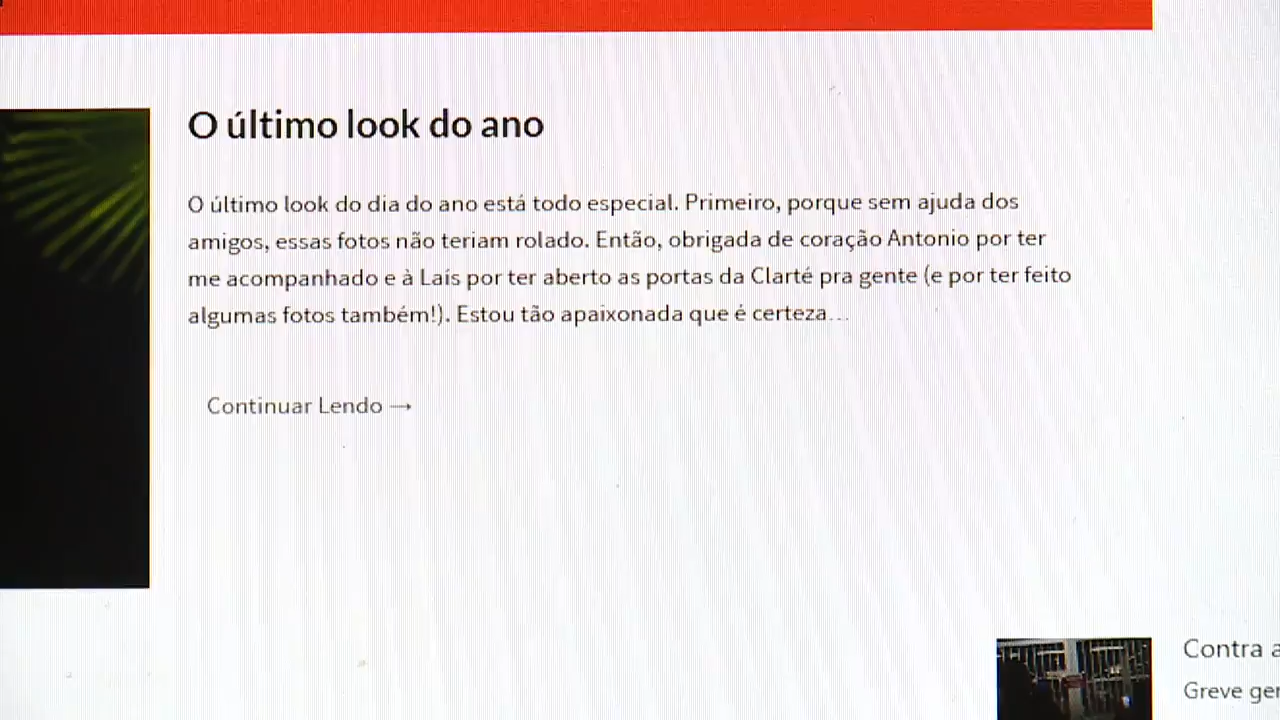 O último look do ano
O último look do dia do ano está todo especial. Primeiro, porque sem ajuda dos
amigos, essas fotos não teriam rolado. Então, obrigada de coração Antonio por ter
me acompanhado e à Laís por ter aberto as portas da Clarté pra gente (e por ter feito
algumas fotos também!). Estou tão apaixonada que é certeza...
Continuar Lendo →
Contra a
Greve ger